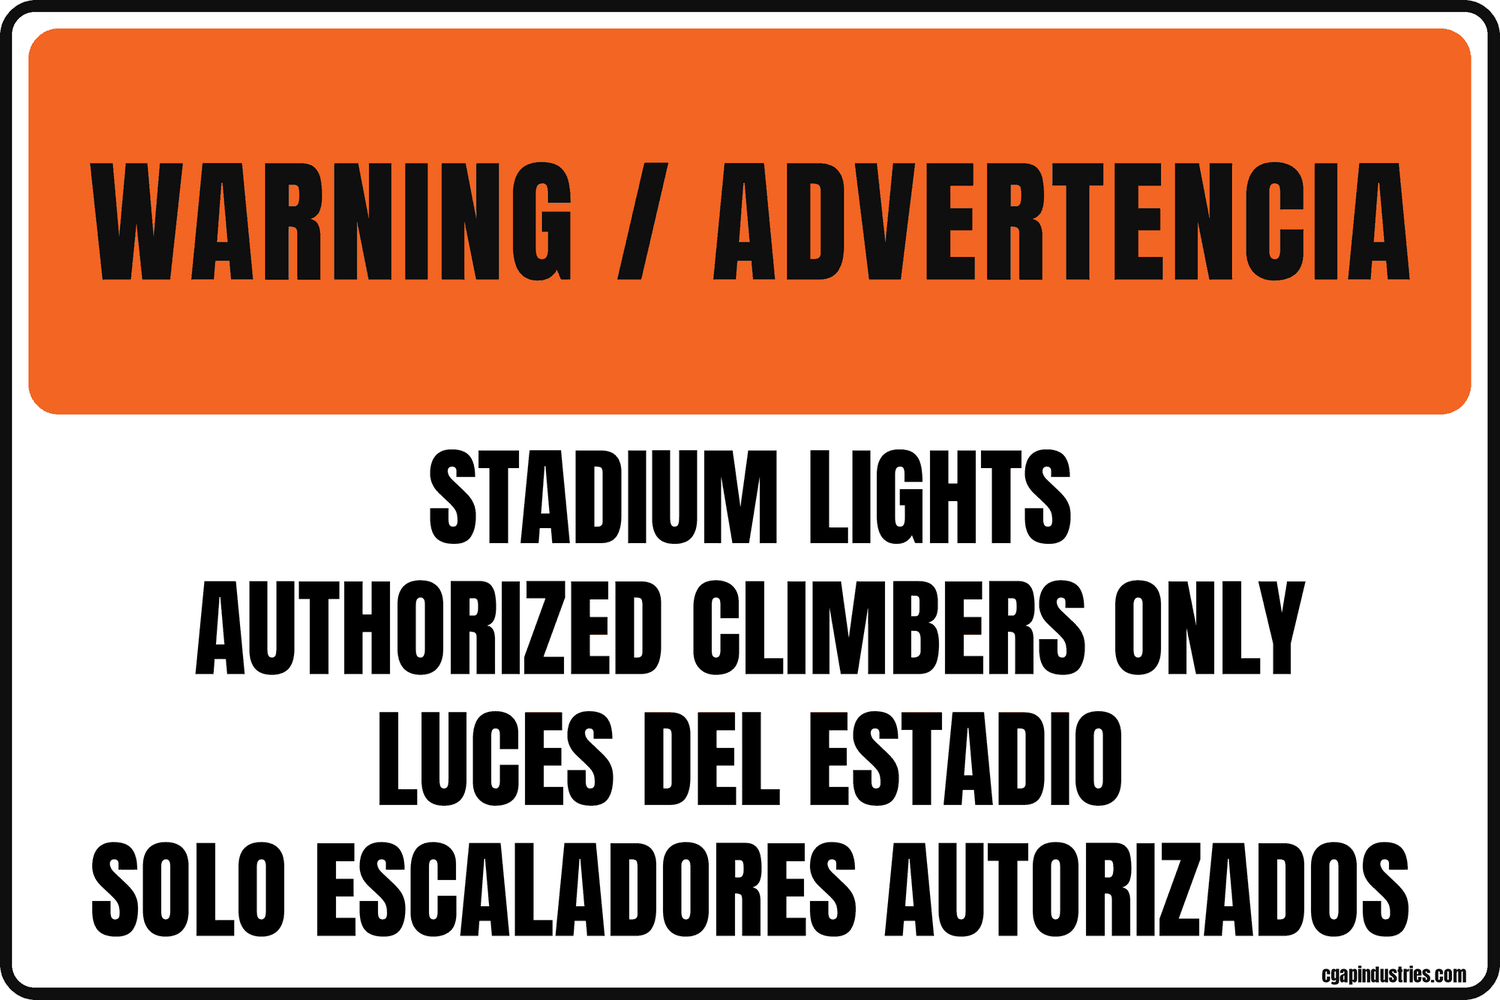 WARNING / ADVERTENCIA
STADIUM LIGHTS
AUTHORIZED CLIMBERS ONLY
LUCES DEL ESTADIO
SOLO ESCALADORES AUTORIZADOS
cgapindustries.com